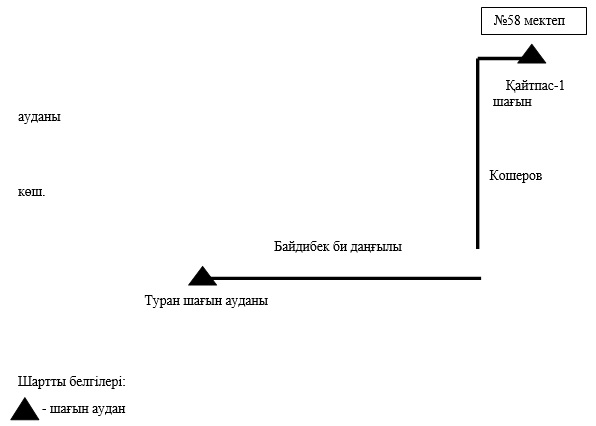 №58 мектеп
Қайтпас-1
шағын
ауданы
Кошеров
көш.
Байдибек би даңғылы
Туран шағын ауданы
Шартты белгілері:
- шағын аудан